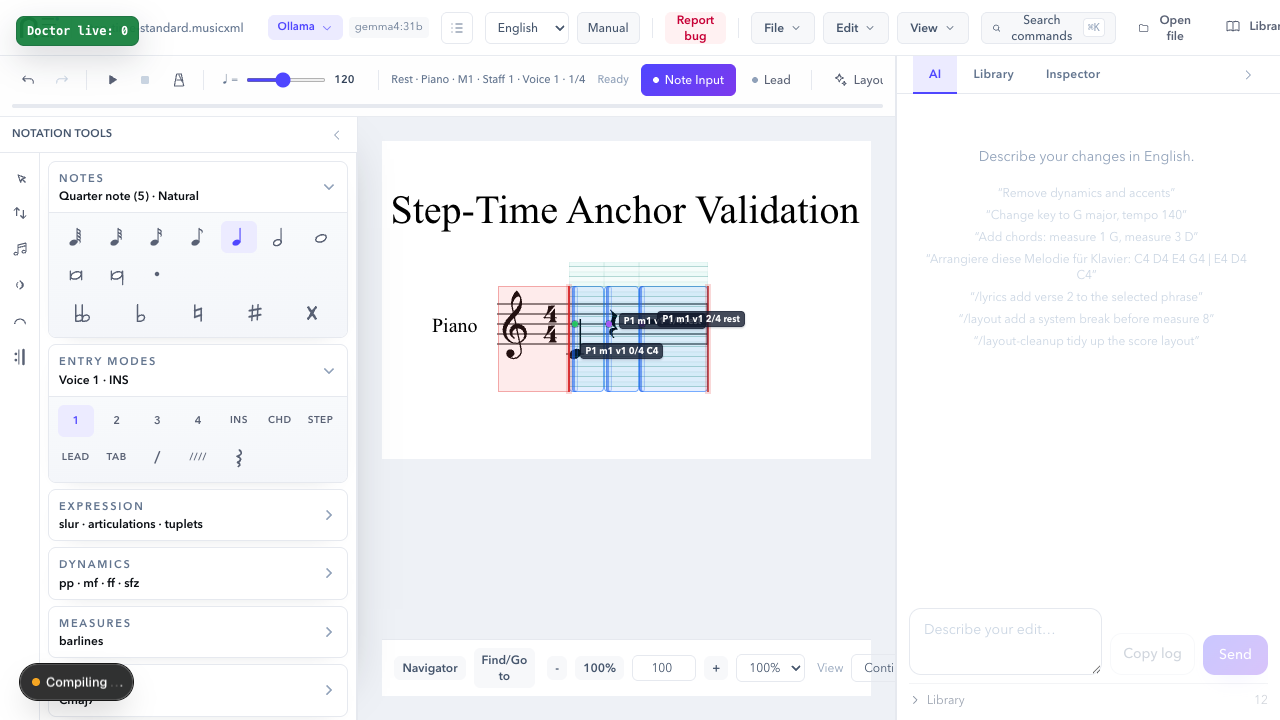 Doctor live: 0
standard.musicxml
Ollama
gemma4:31b
English
Manual
Report bug
File
Edit
View
Search commands
⌘K
Open file
120
Rest · Piano · M1 · Staff 1 · Voice 1 · 1/4
Ready
Note Input
Lead
NOTATION TOOLS
NOTES
Quarter note (5) · Natural
ENTRY MODES
Voice 1 · INS
1 2 3 4 INS CHD STEP
LEAD TAB / ////
EXPRESSION
slur · articulations · tuplets
DYNAMICS
pp · mf · ff · sfz
MEASURES
barlines
Compiling ...
Step-Time Anchor Validation
Piano
P1 m1 v
P1 m1 v1 2/4 rest
P1 m1 v1 0/4 C4
Navigator
Find/Go to
-
100%
100
+
100%
View
AI
Library
Inspector
Describe your changes in English.
“Remove dynamics and accents”
“Change key to G major, tempo 140”
“Add chords: measure 1 G, measure 3 D”
“Arrangiere diese Melodie für Klavier: C4 D4 E4 G4 | E4 D4
C4”
“/lyrics add verse 2 to the selected phrase”
“/layout add a system break before measure 8”
“/layout-cleanup tidy up the score layout”
Describe your edit…
Copy log
Send
Library
12